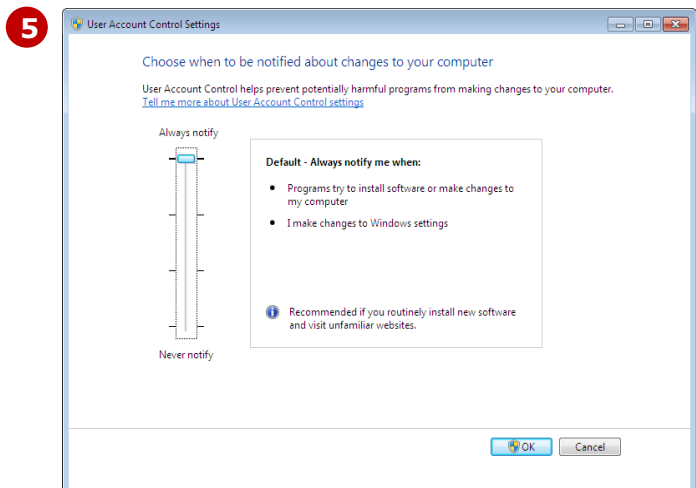 5
User Account Control Settings
Choose when to be notified about changes to your computer
User Account Control helps prevent potentially harmful programs from making changes to your computer.
Tell me more about User Account Control settings
Always notify
Default - Always notify me when:
• Programs try to install software or make changes to
my computer
• I make changes to Windows settings
Recommended if you routinely install new software
and visit unfamiliar websites.
Never notify
OK Cancel